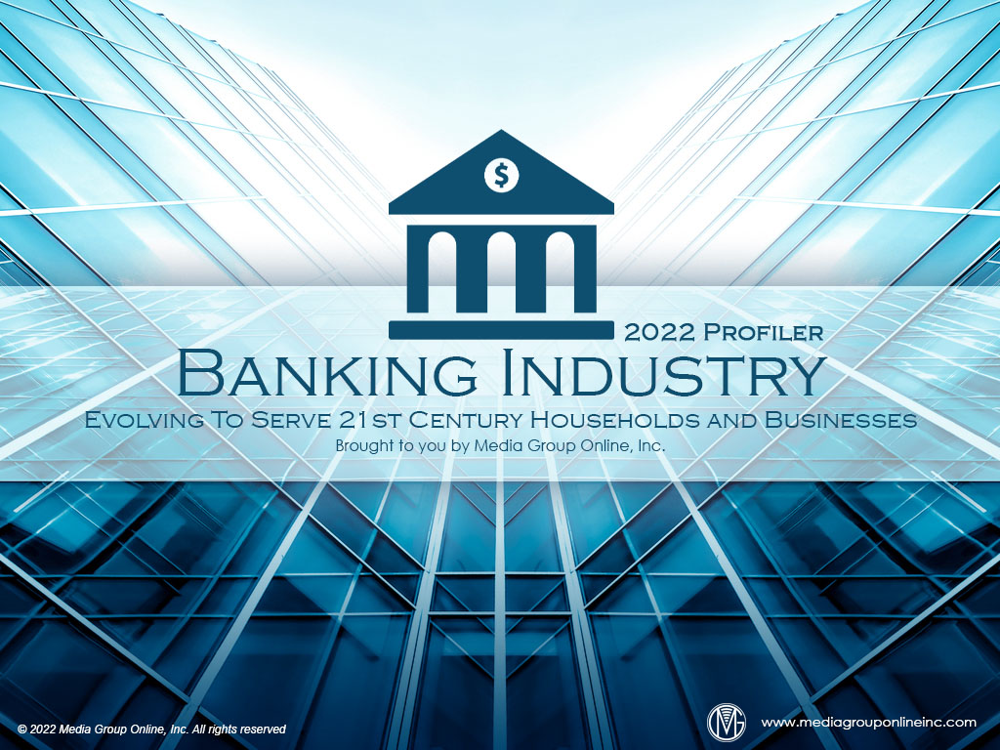 $
2022 Profiler
Banking Industry
Evolving To Serve 21st Century Households and Businesses
Brought to you by Media Group Online, Inc.
© 2022 Media Group Online, Inc. All rights reserved
MG www.mediagrouponlineinc.com